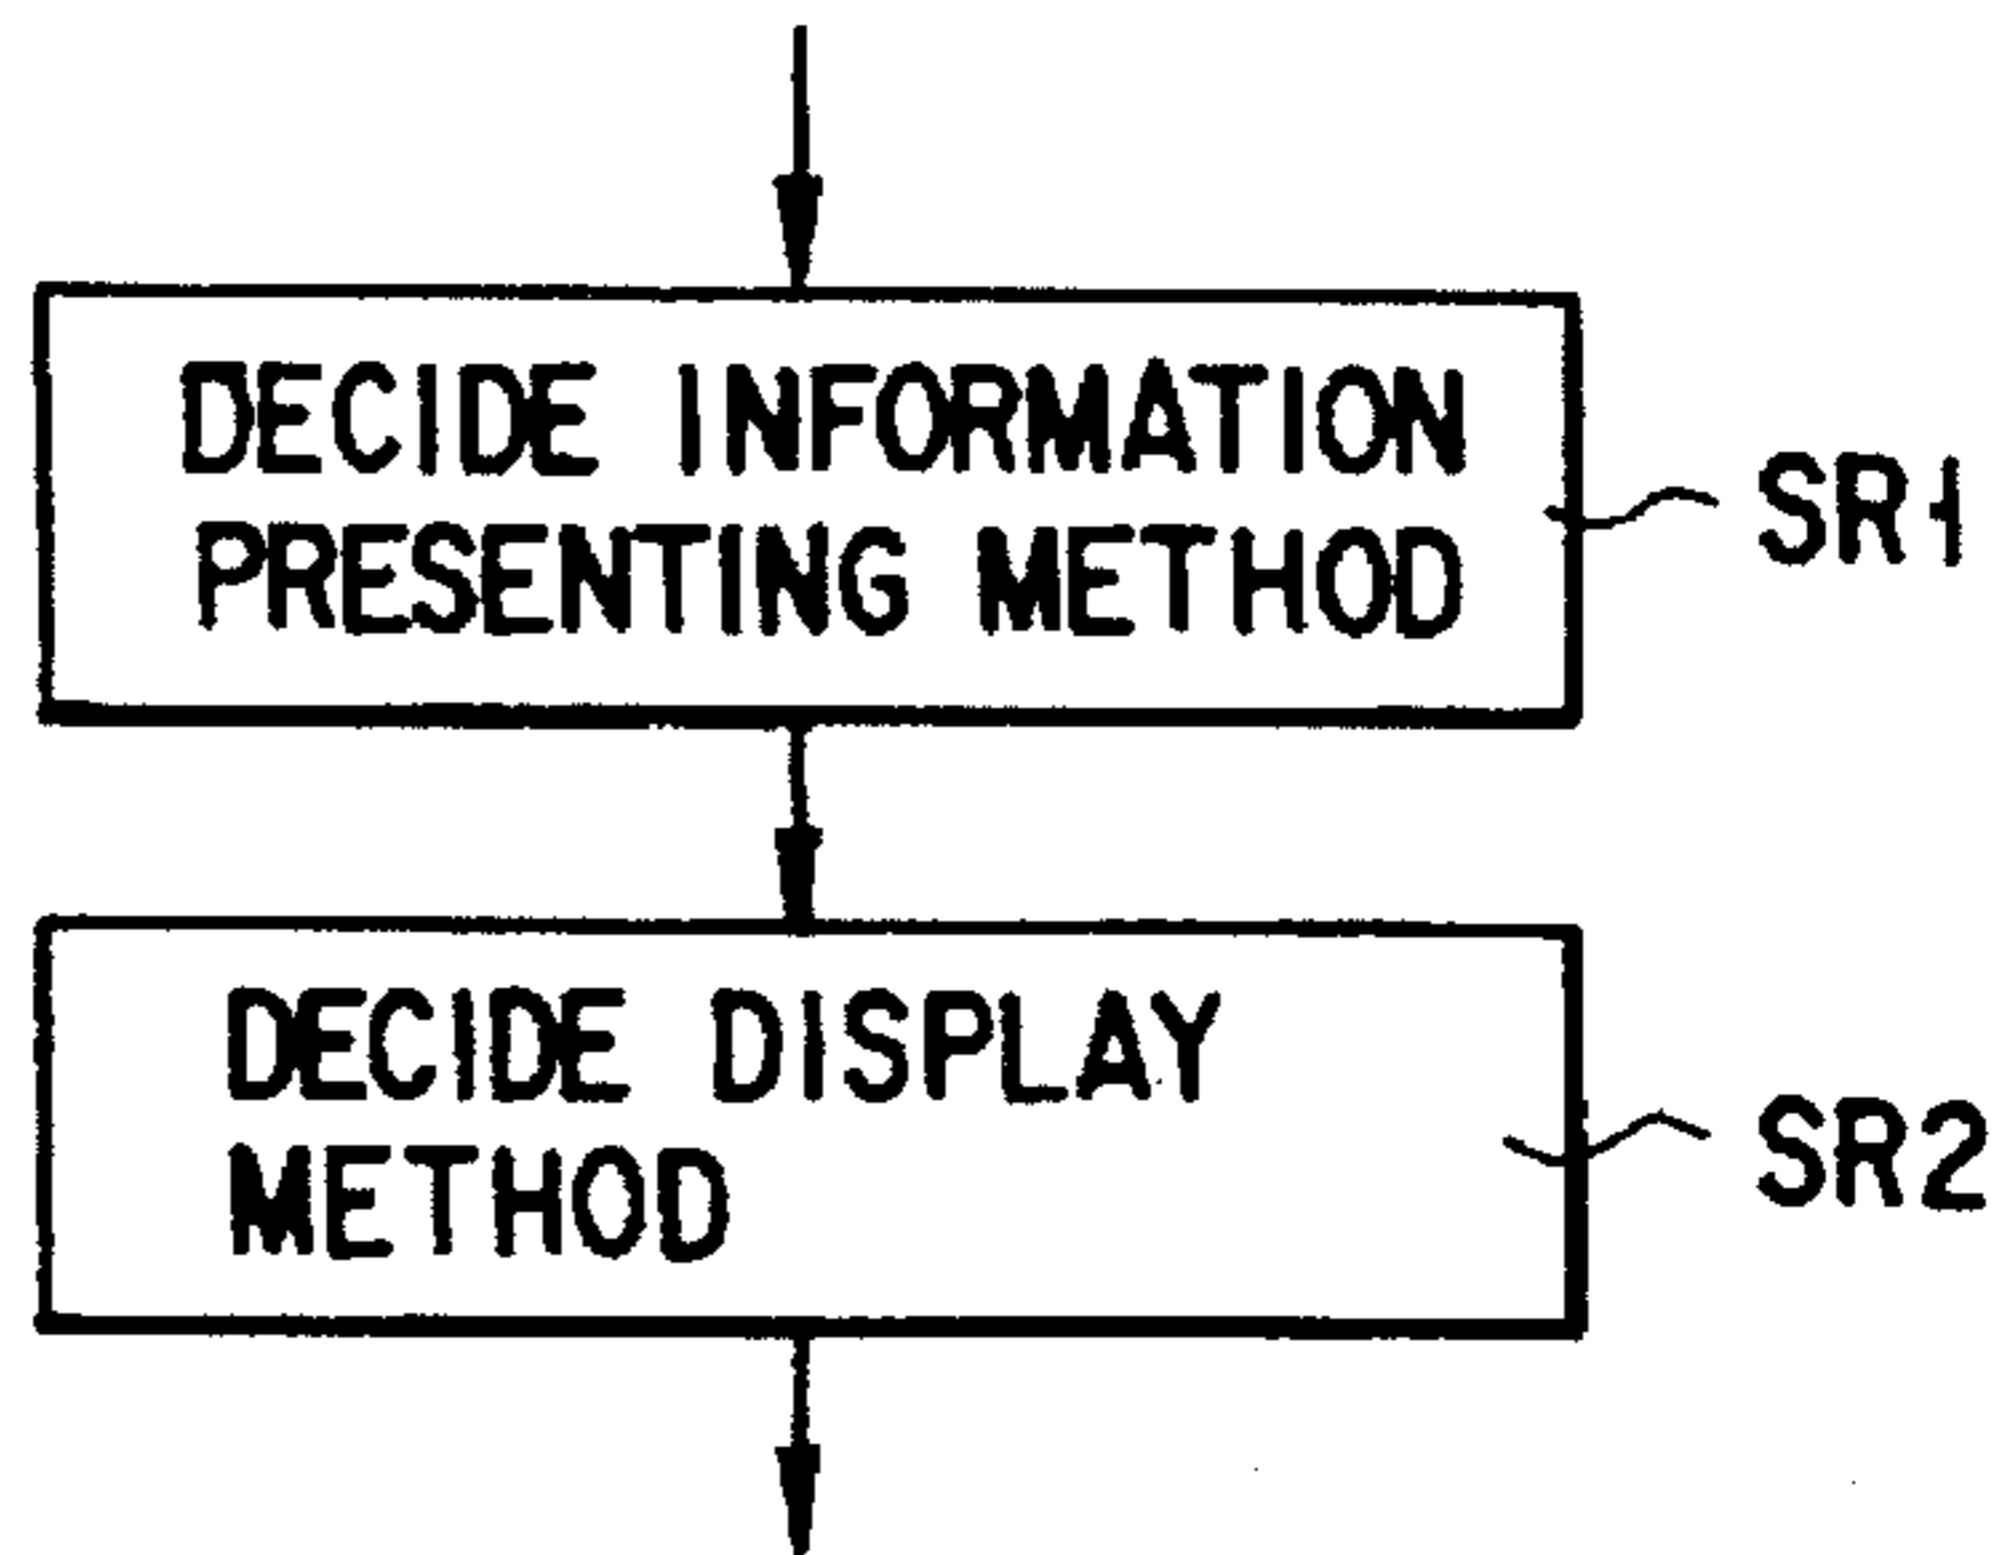 DECIDE INFORMATION
PRESENTING METHOD
SR1
DECIDE DISPLAY
METHOD
SR2